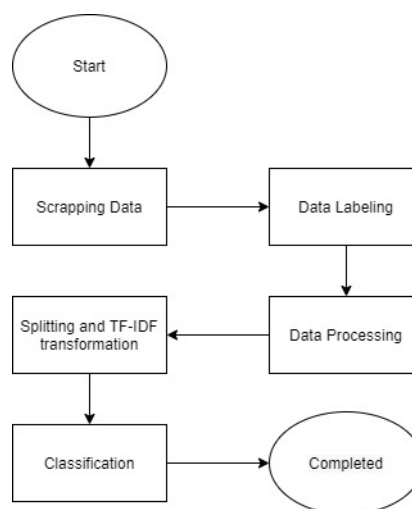 Start
Scrapping Data
Data Labeling
Data Processing
Splitting and TF-IDF
transformation
Classification
Completed